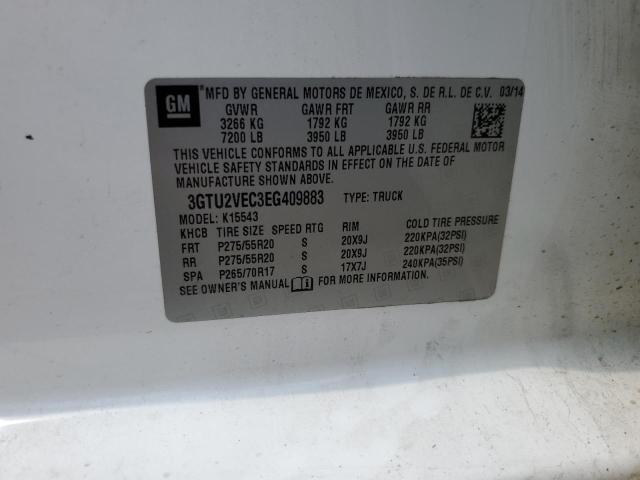 GM
MFD BY GENERAL MOTORS DE MEXICO, S. DE R.L. DE C.V. 03/14
GVWR GAWR FRT GAWR RR
3266 KG 1792 KG 1792 KG
7200 LB 3950 LB 3950 LB
THIS VEHICLE CONFORMS TO ALL APPLICABLE U.S. FEDERAL MOTOR
VEHICLE SAFETY STANDARDS IN EFFECT ON THE DATE OF
MANUFACTURE SHOWN ABOVE.
3GTU2VEC3EG409883 TYPE: TRUCK
MODEL: K15543
KHCB TIRE SIZE SPEED RTG RIM COLD TIRE PRESSURE
FRT P275/55R20 S 20X9J 220KPA(32PSI)
RR P275/55R20 S 20X9J 220KPA(32PSI)
SPA P265/70R17 S 17X7J 240KPA(35PSI)
SEE OWNER'S MANUAL FOR MORE INFORMATION.